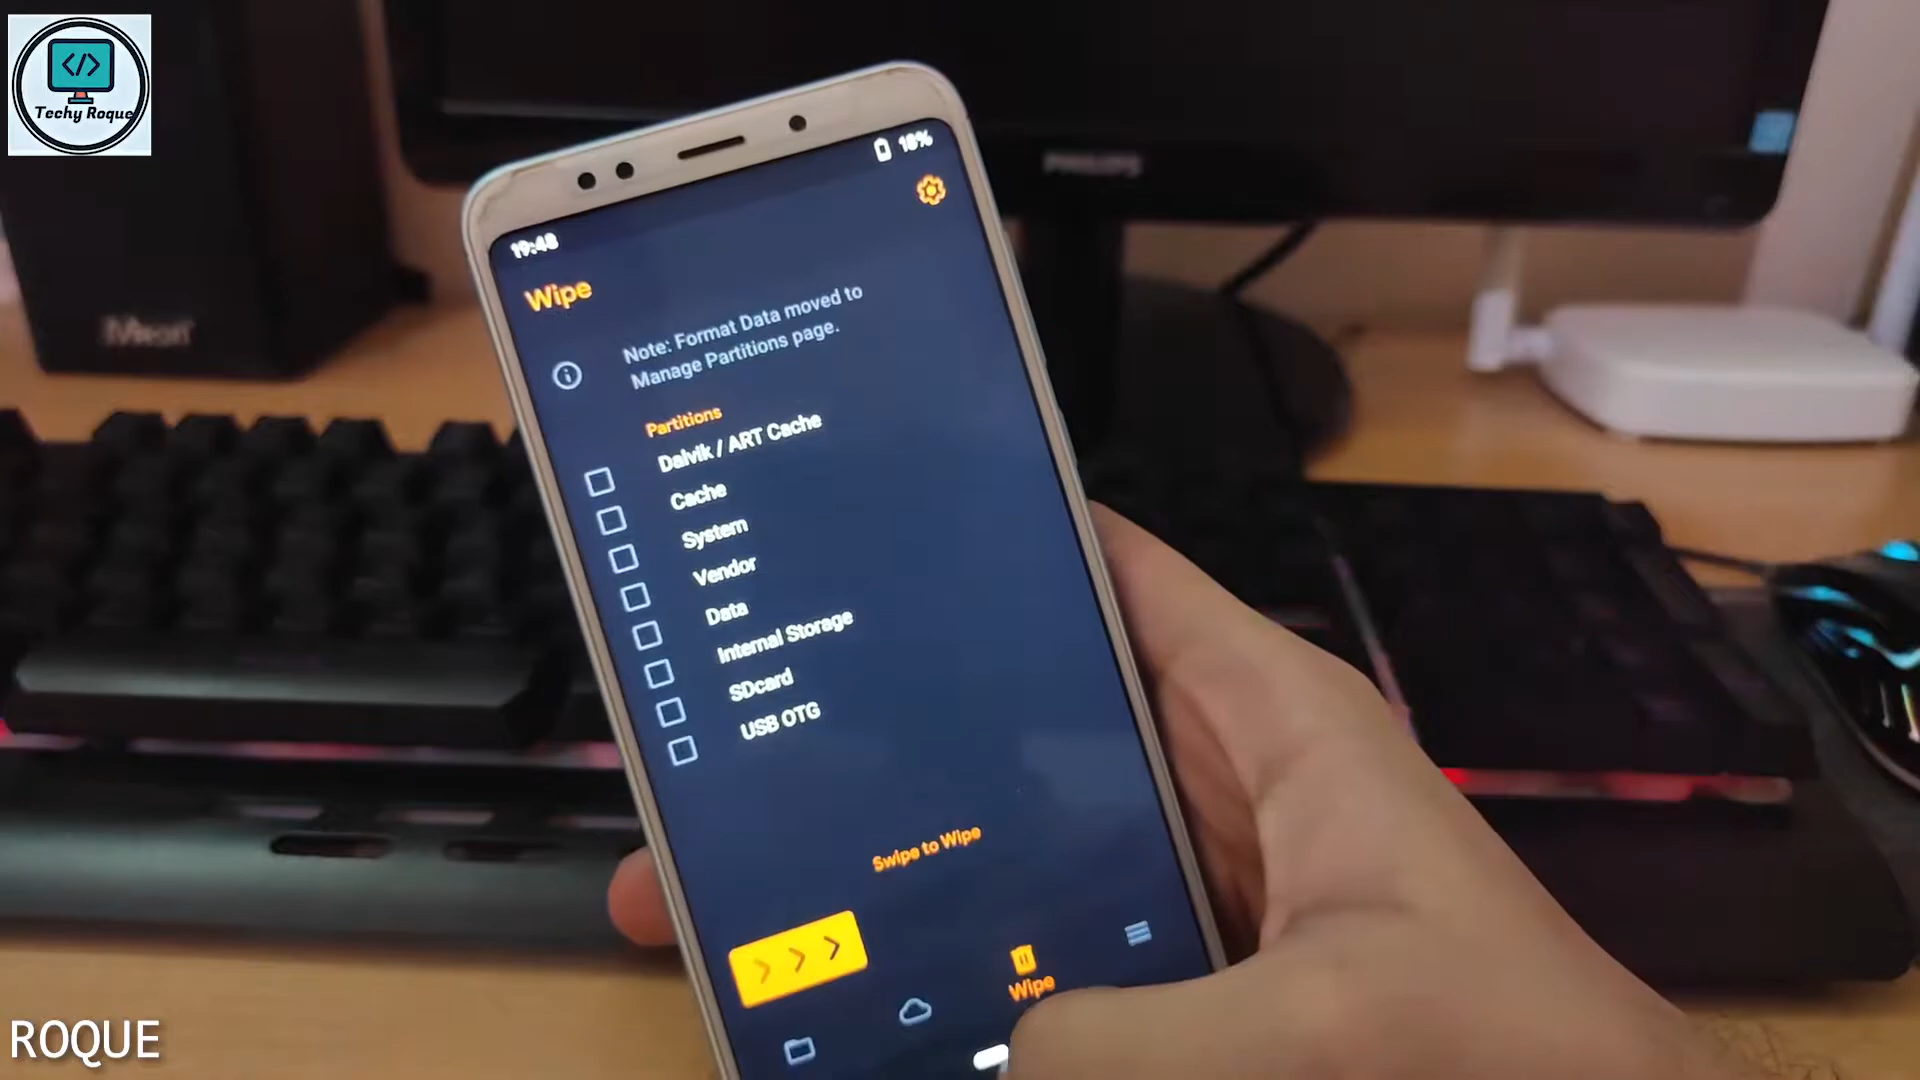 </>
Techy Roque
18%
19:48
Wipe
Note: Format Data moved to
Manage Partitions page.
Partitions
Dalvik / ART Cache
Cache
System
Vendor
Data
Internal Storage
SDcard
USB OTG
Swipe to Wipe
Wipe
PHILIPS
ROQUE